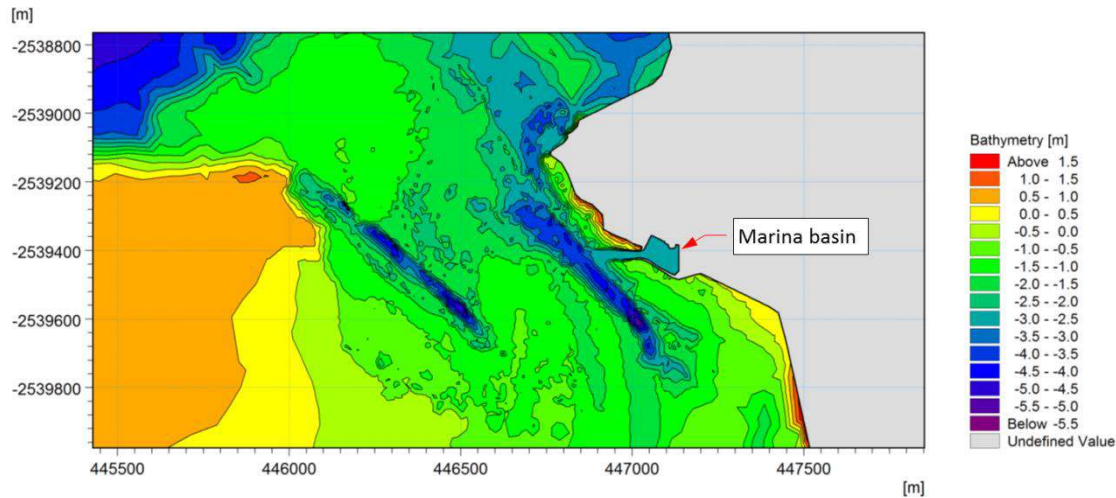 [m]
-2538800
-2539000
-2539200
-2539400
-2539600
-2539800
445500
446000
446500
447000
447500
[m]
Marina basin
Bathymetry [m]
Above 1.5
1.0 - 1.5
0.5 - 1.0
0.0 - 0.5
-0.5 - 0.0
-1.0 - -0.5
-1.5 - -1.0
-2.0 - -1.5
-2.5 - -2.0
-3.0 - -2.5
-3.5 - -3.0
-4.0 - -3.5
-4.5 - -4.0
-5.0 - -4.5
-5.5 - -5.0
Below -5.5
Undefined Value